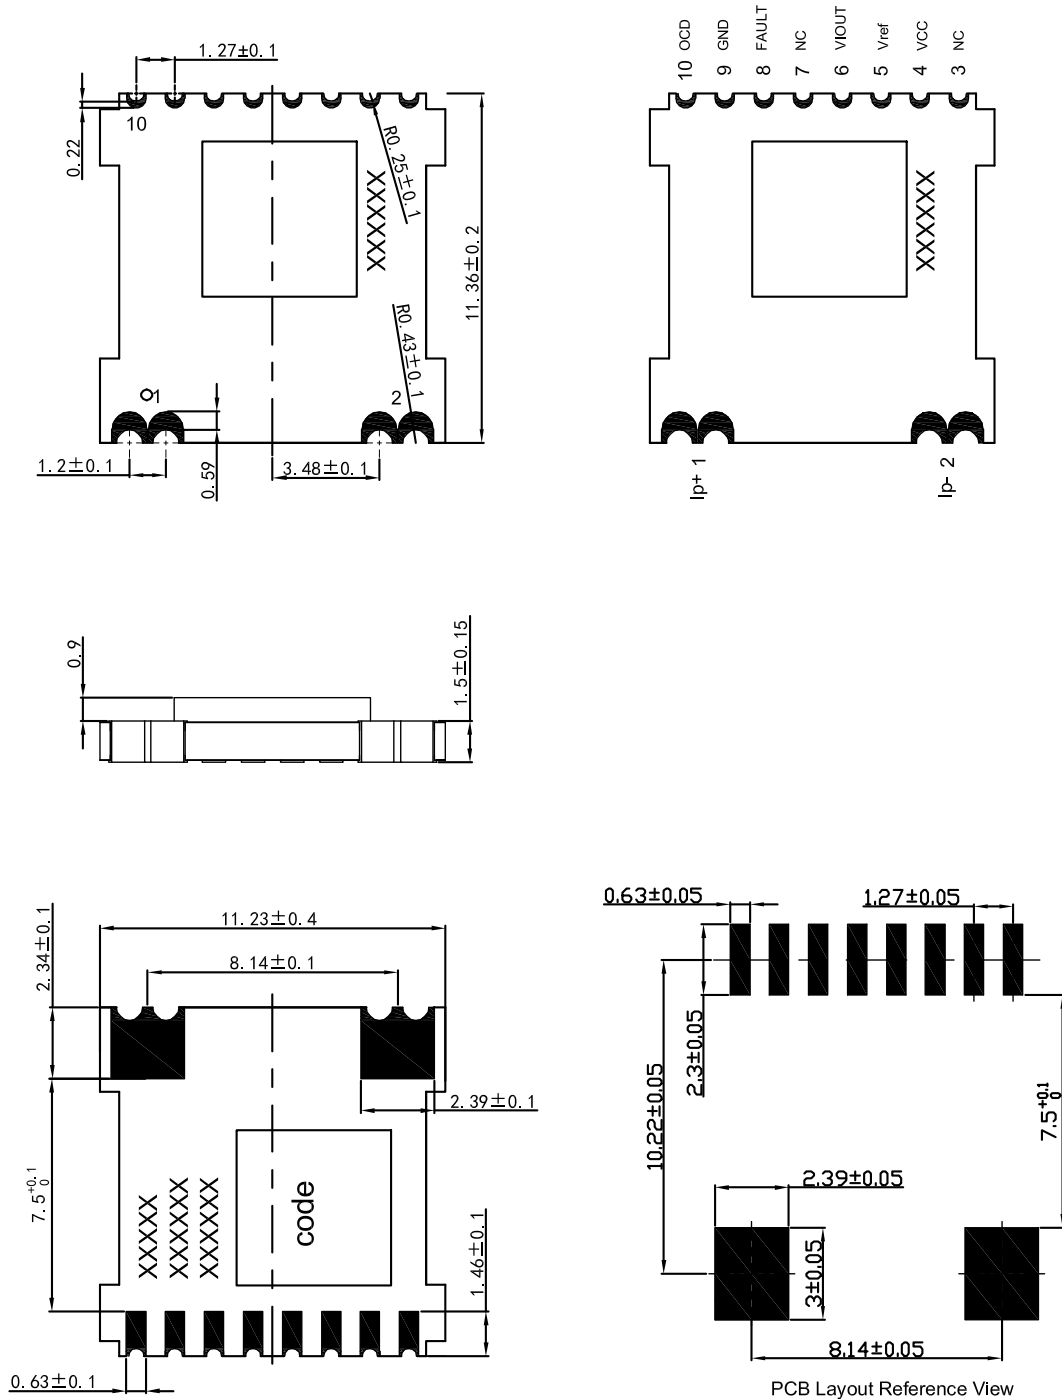 1.27±0.1
10
0.22
R0.25±0.1
XXXXXX
11.36±0.2
R0.43±0.1
1
2
1.2±0.1
0.59
3.48±0.1
10 OCD
9 GND
8 FAULT
7 NC
6 VIOUT
5 Vref
4 VCC
3 NC
XXXXXX
Ip+ 1
Ip- 2
0.9
1.5±0.15
11.23±0.4
2.34±0.1
8.14±0.1
2.39±0.1
7.5+0.1 0
XXXXX
XXXXXX
XXXXXX
code
1.46±0.1
0.63±0.1
0.63±0.05
1.27±0.05
2.3±0.05
10.22±0.05
7.5+0.1 0
2.39±0.05
3±0.05
8.14±0.05
PCB Layout Reference View